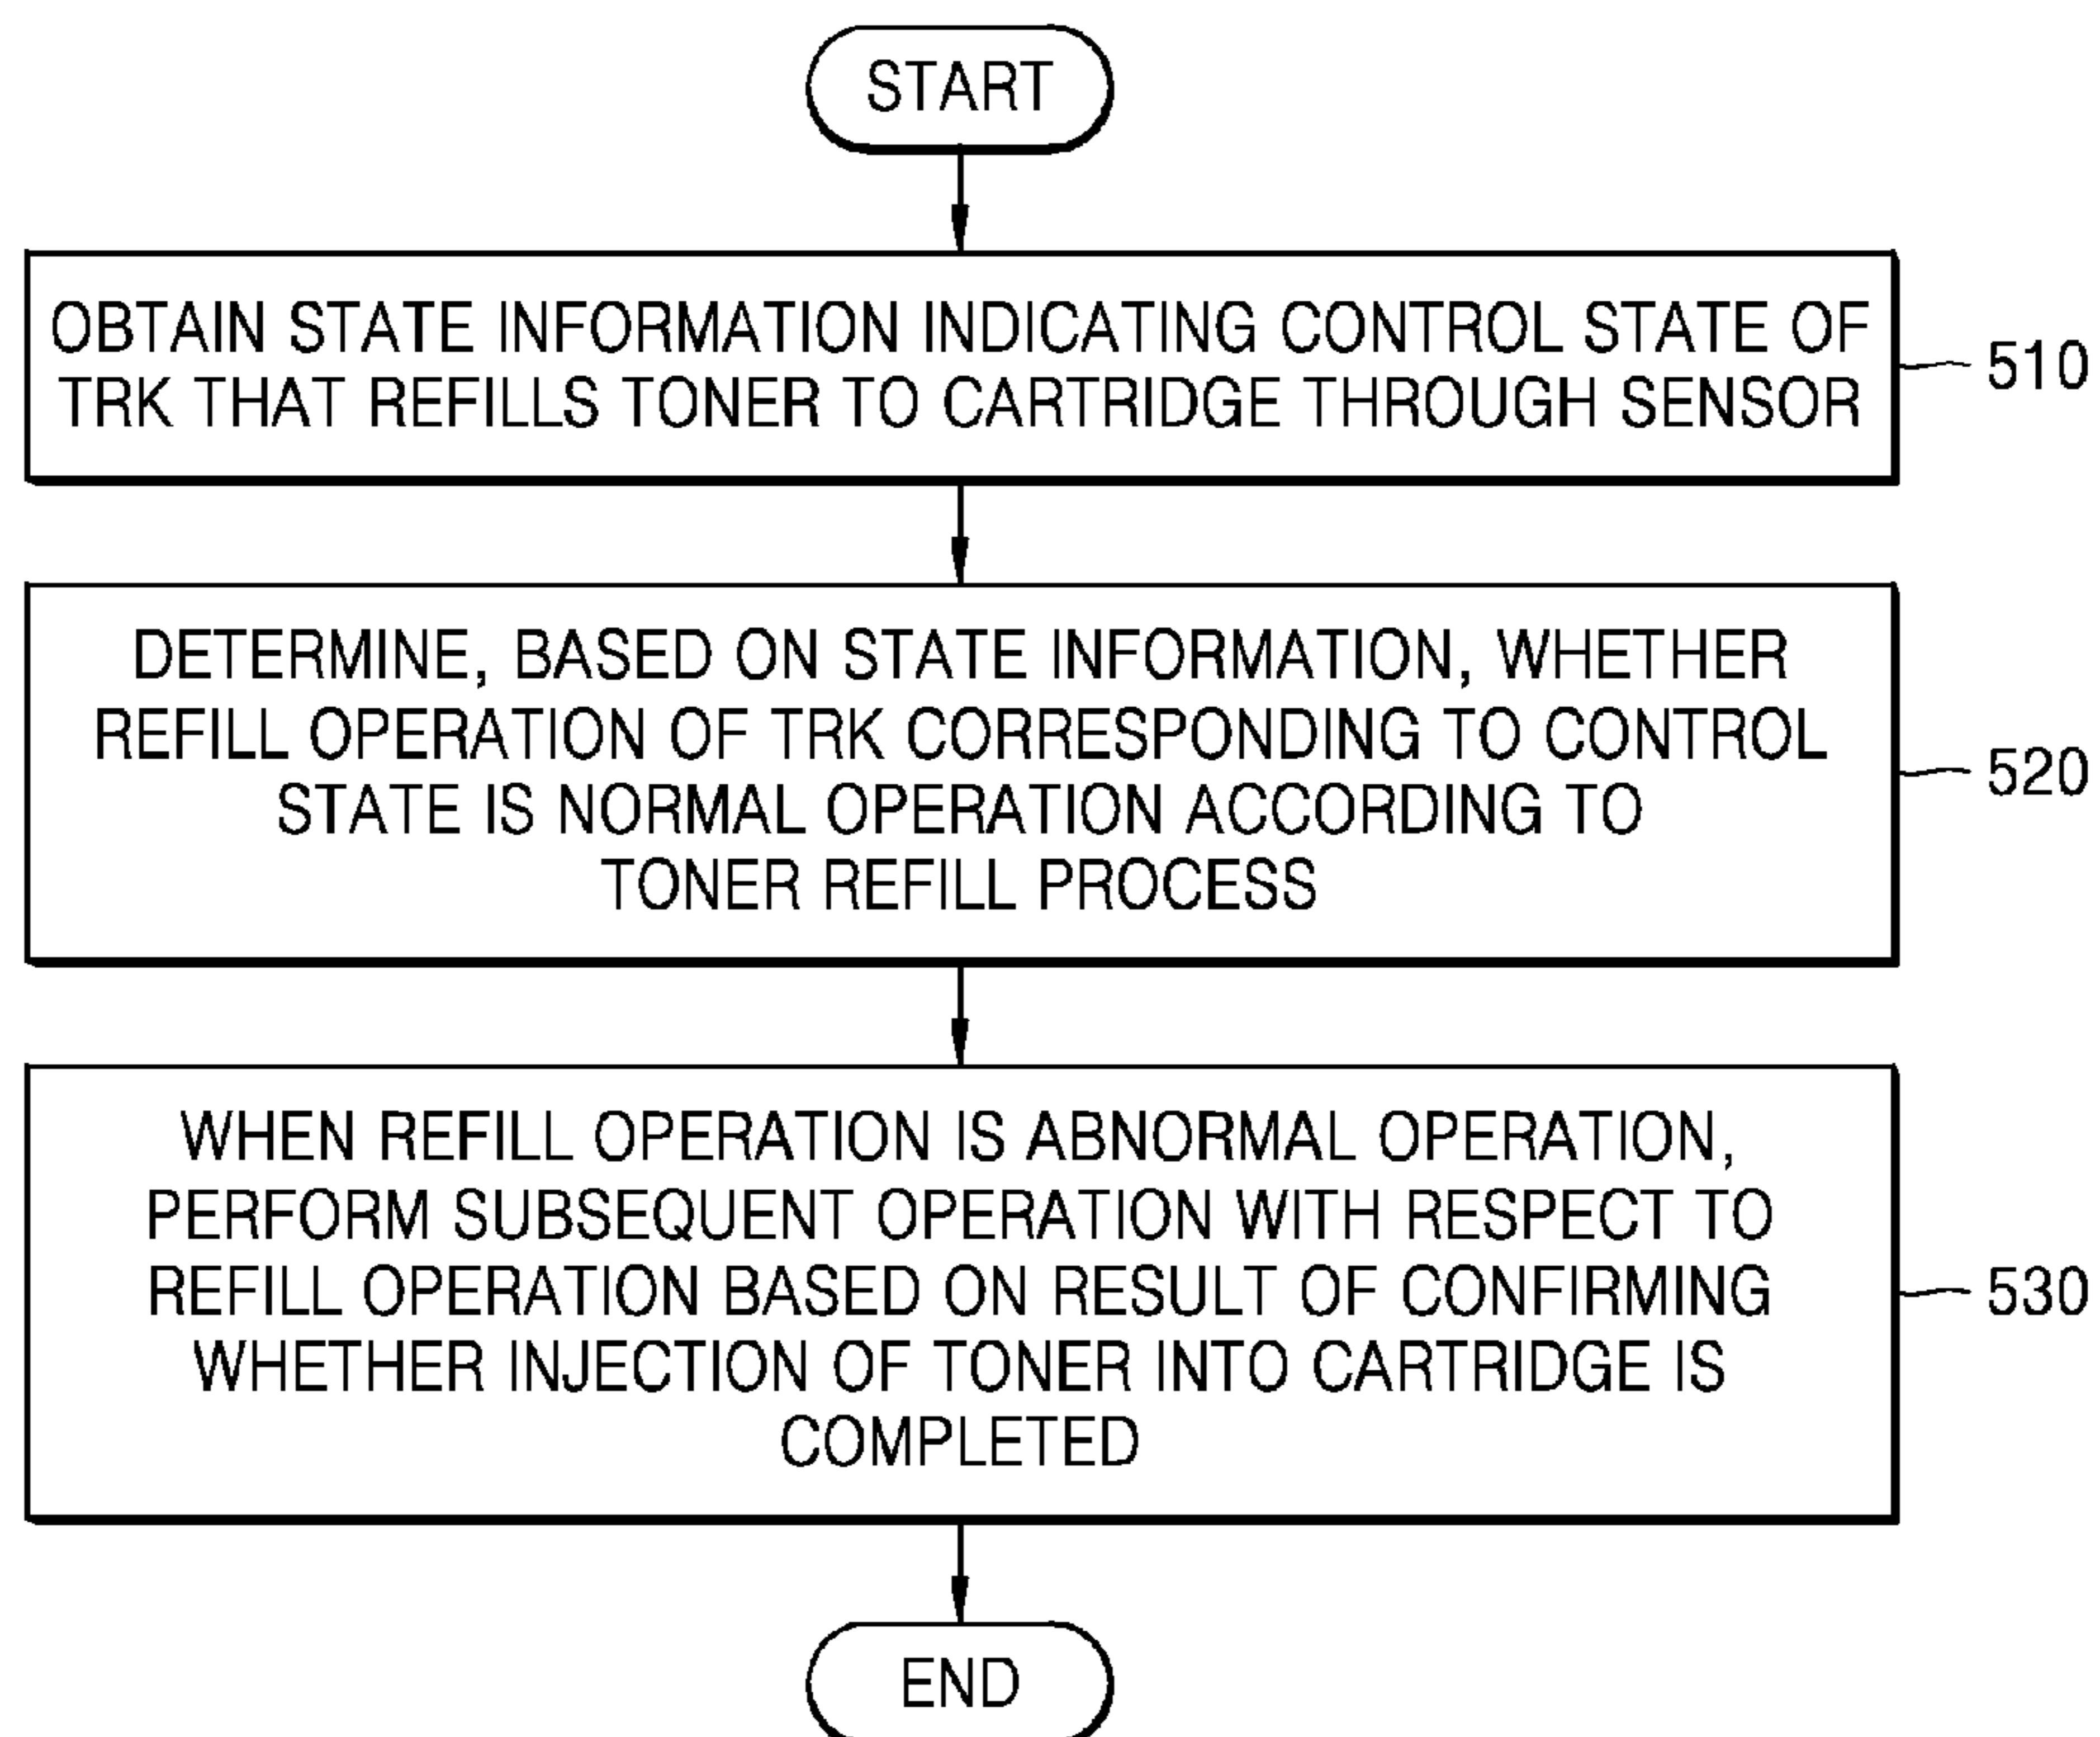 START
OBTAIN STATE INFORMATION INDICATING CONTROL STATE OF
TRK THAT REFILLS TONER TO CARTRIDGE THROUGH SENSOR
510
DETERMINE, BASED ON STATE INFORMATION, WHETHER
REFILL OPERATION OF TRK CORRESPONDING TO CONTROL
STATE IS NORMAL OPERATION ACCORDING TO
TONER REFILL PROCESS
520
WHEN REFILL OPERATION IS ABNORMAL OPERATION,
PERFORM SUBSEQUENT OPERATION WITH RESPECT TO
REFILL OPERATION BASED ON RESULT OF CONFIRMING
WHETHER INJECTION OF TONER INTO CARTRIDGE IS
COMPLETED
530
END